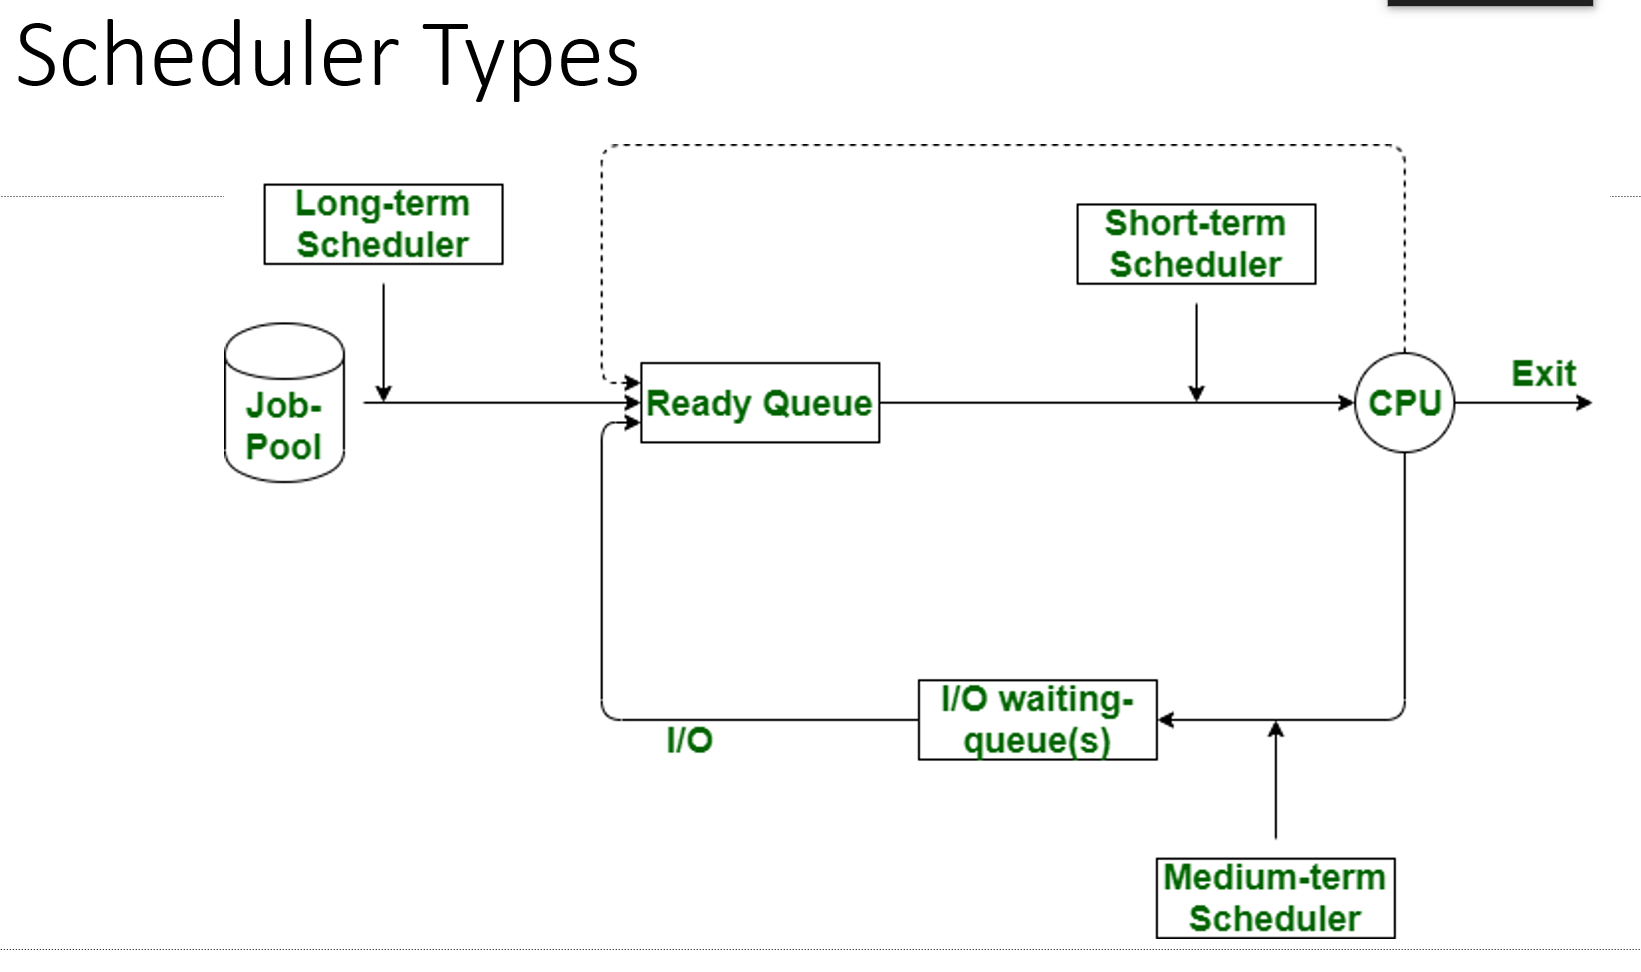 Scheduler Types
Long-term
Scheduler
Short-term
Scheduler
Job-
Pool
Ready Queue
CPU
Exit
I/O waiting-
queue(s)
I/O
Medium-term
Scheduler